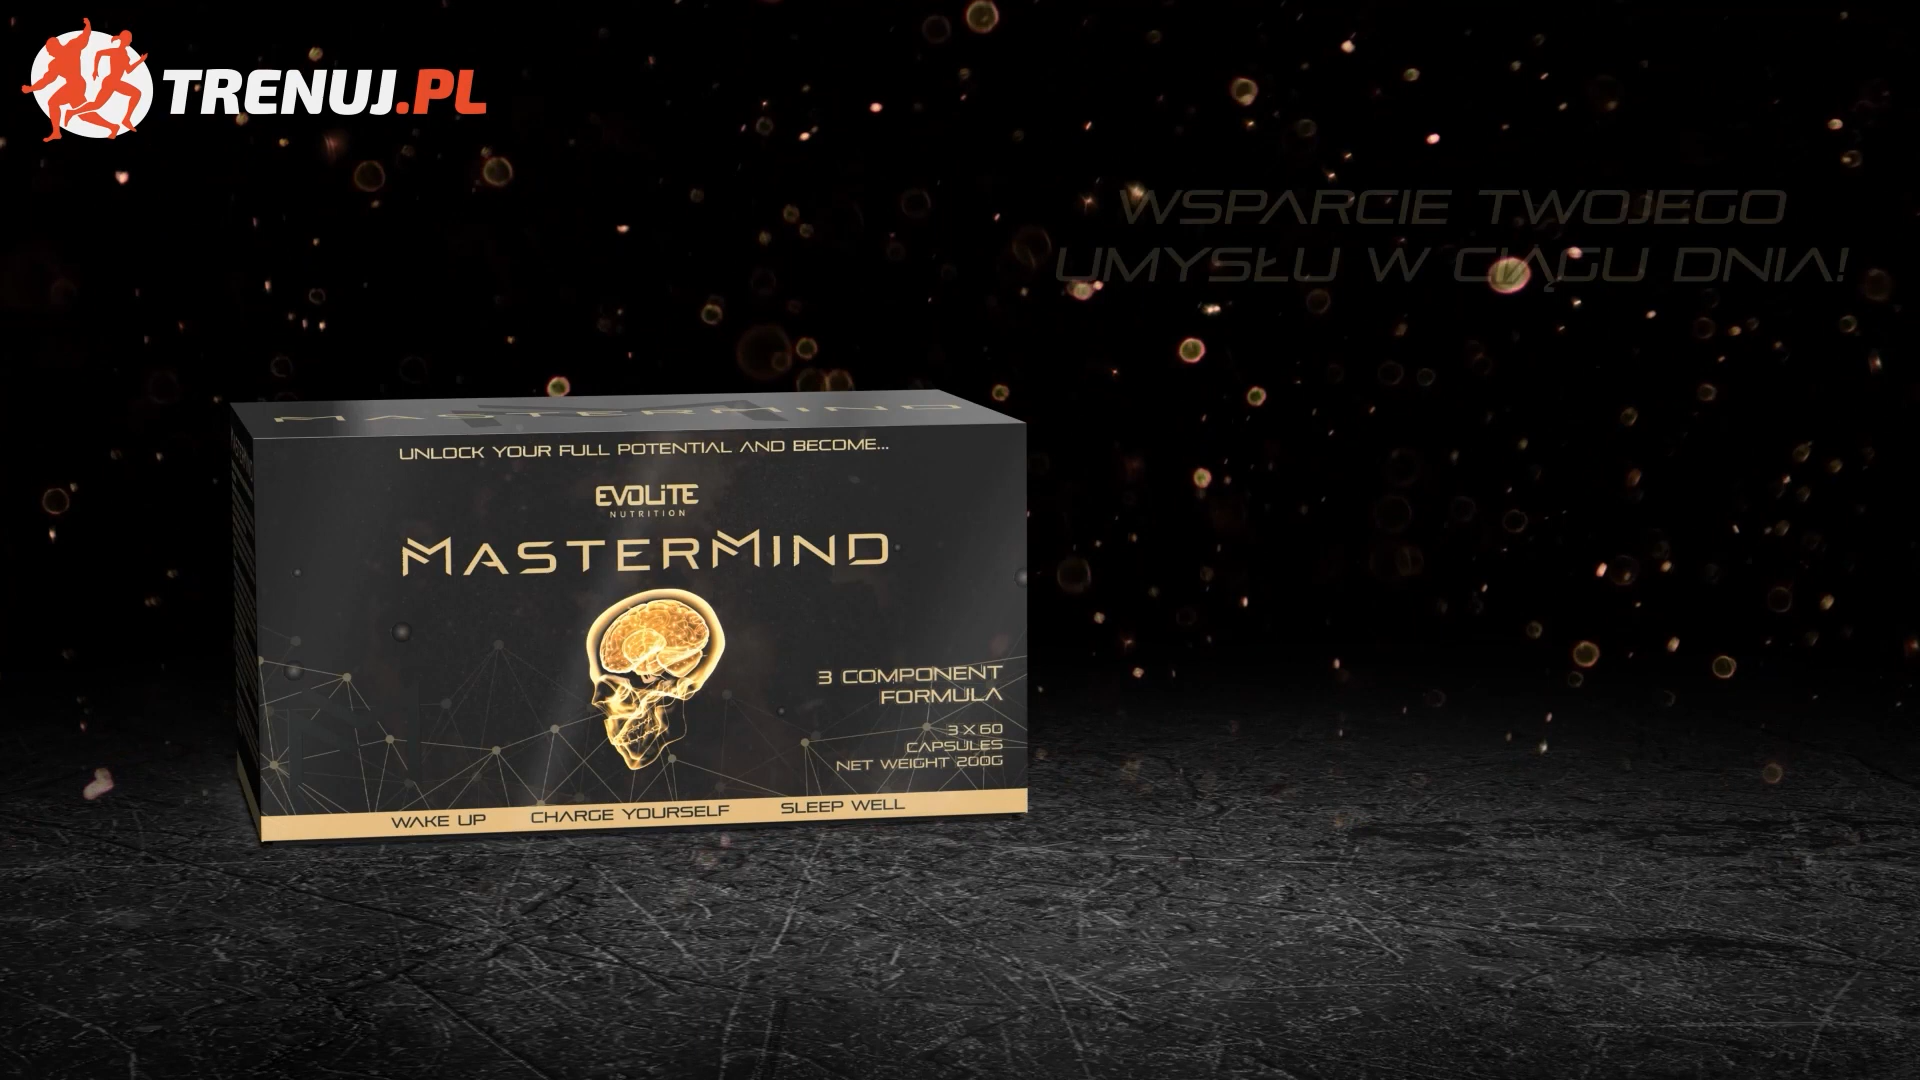 TRENUJ.PL
WSPARCIE TWOJEGO
UMYSŁU W CIĄGU DNIA!
MASTERMIND
UNLOCK YOUR FULL POTENTIAL AND BECOME...
EVOLITE
NUTRITION
MASTERMIND
3 COMPONENT
FORMULA
3 X 60
CAPSULES
NET WEIGHT 200G
WAKE UP CHARGE YOURSELF SLEEP WELL